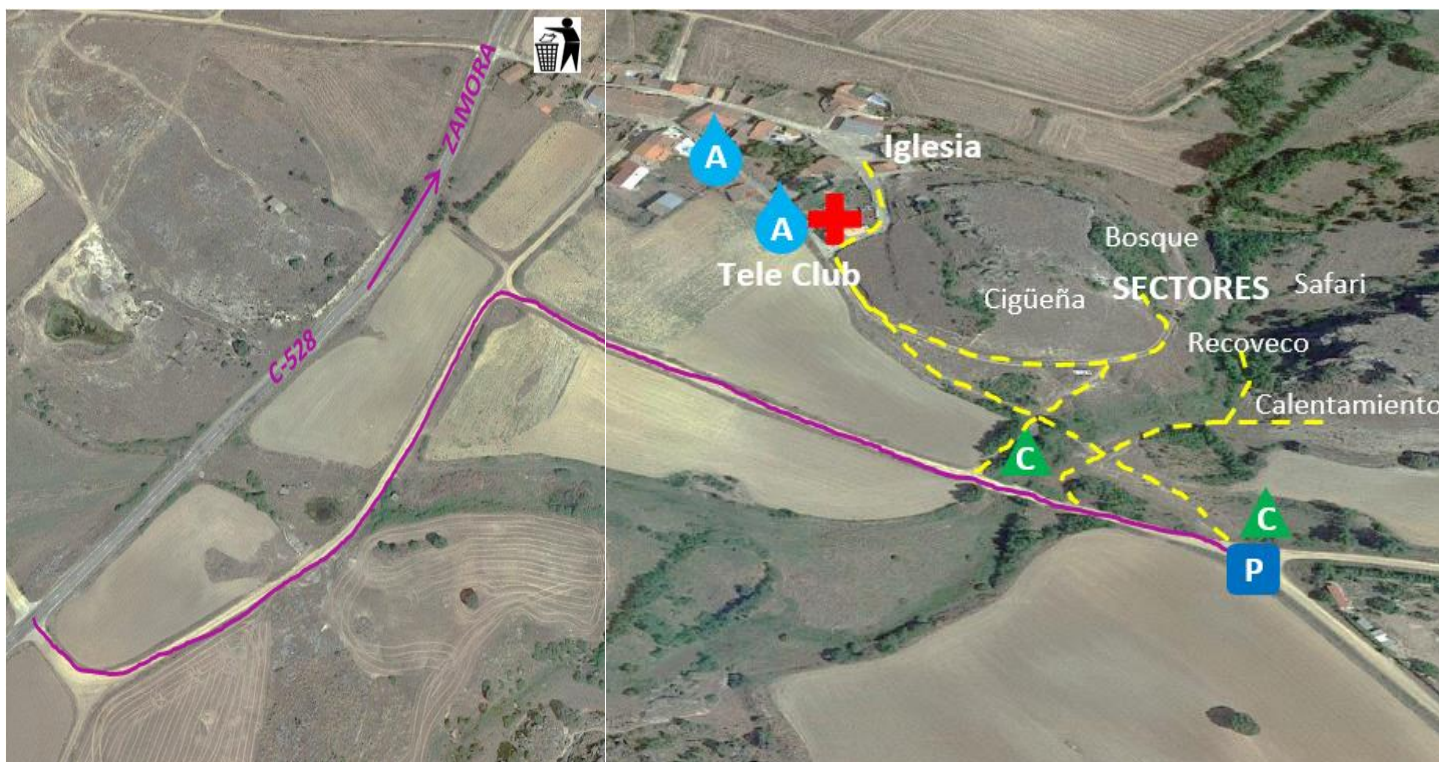 ZAMORA
C-528
A
A
Iglesia
Tele Club
Bosque
SECTORES
Safari
Cigüeña
Recoveco
Calentamiento
C
C
P